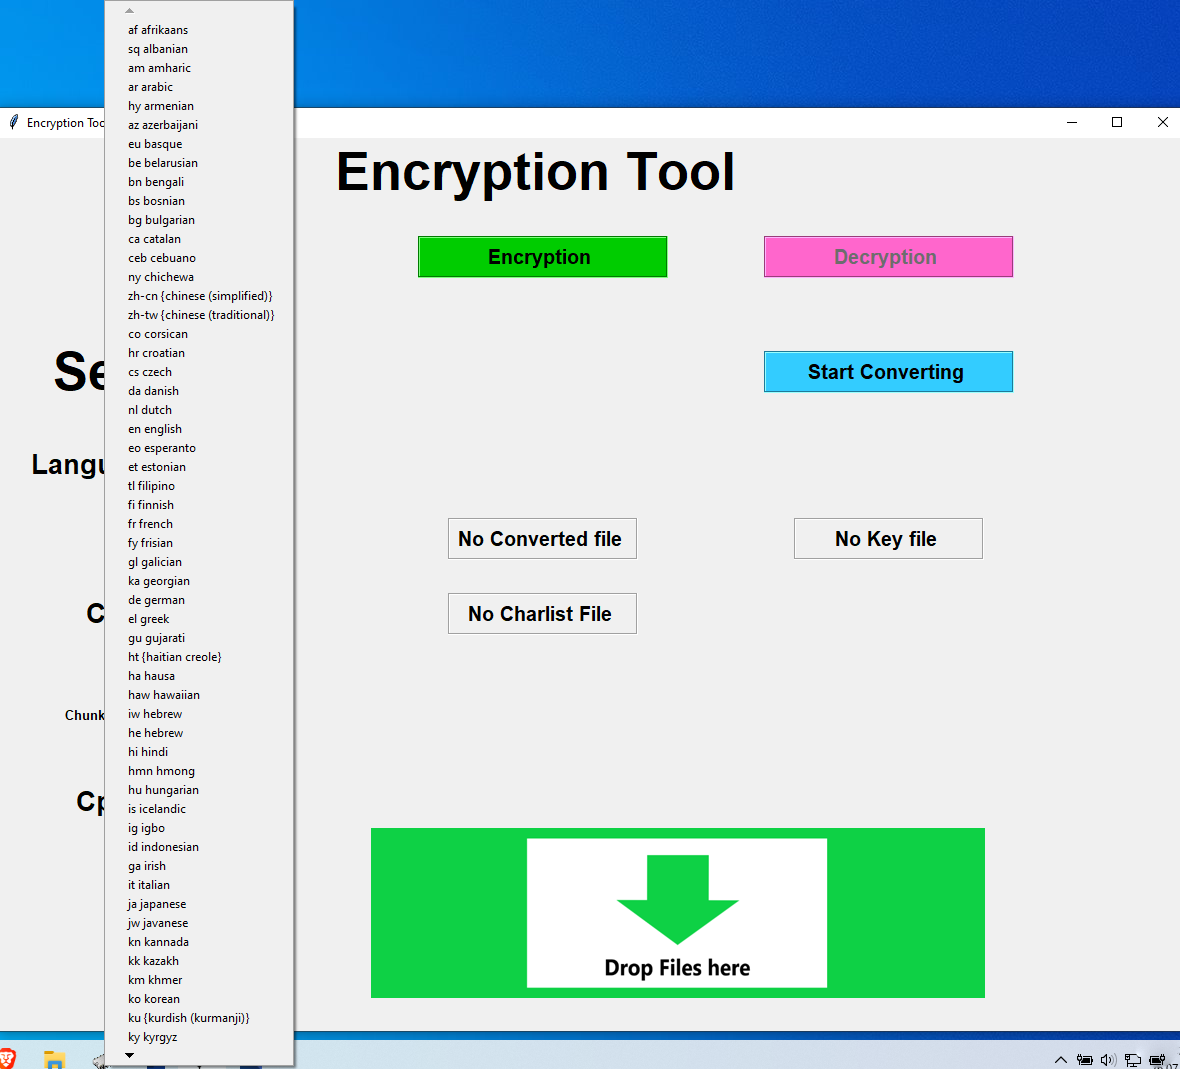 af afrikaans
sq albanian
am amharic
ar arabic
hy armenian
az azerbaijani
eu basque
be belarusian
bn bengali
bs bosnian
bg bulgarian
ca catalan
ceb cebuano
ny chichewa
zh-cn {chinese (simplified)}
zh-tw {chinese (traditional)}
co corsican
hr croatian
cs czech
da danish
nl dutch
en english
eo esperanto
et estonian
tl filipino
fi finnish
fr french
fy frisian
gl galician
ka georgian
de german
el greek
gu gujarati
ht {haitian creole}
ha hausa
haw hawaiian
iw hebrew
he hebrew
hi hindi
hmn hmong
hu hungarian
is icelandic
ig igbo
id indonesian
ga irish
it italian
ja japanese
jw javanese
kn kannada
kk kazakh
km khmer
ko korean
ku {kurdish (kurmanji)}
ky kyrgyz
Encryption Too
Encryption Tool
Encryption
Decryption
Start Converting
No Converted file
No Key file
No Charlist File
Chunk
Drop Files here